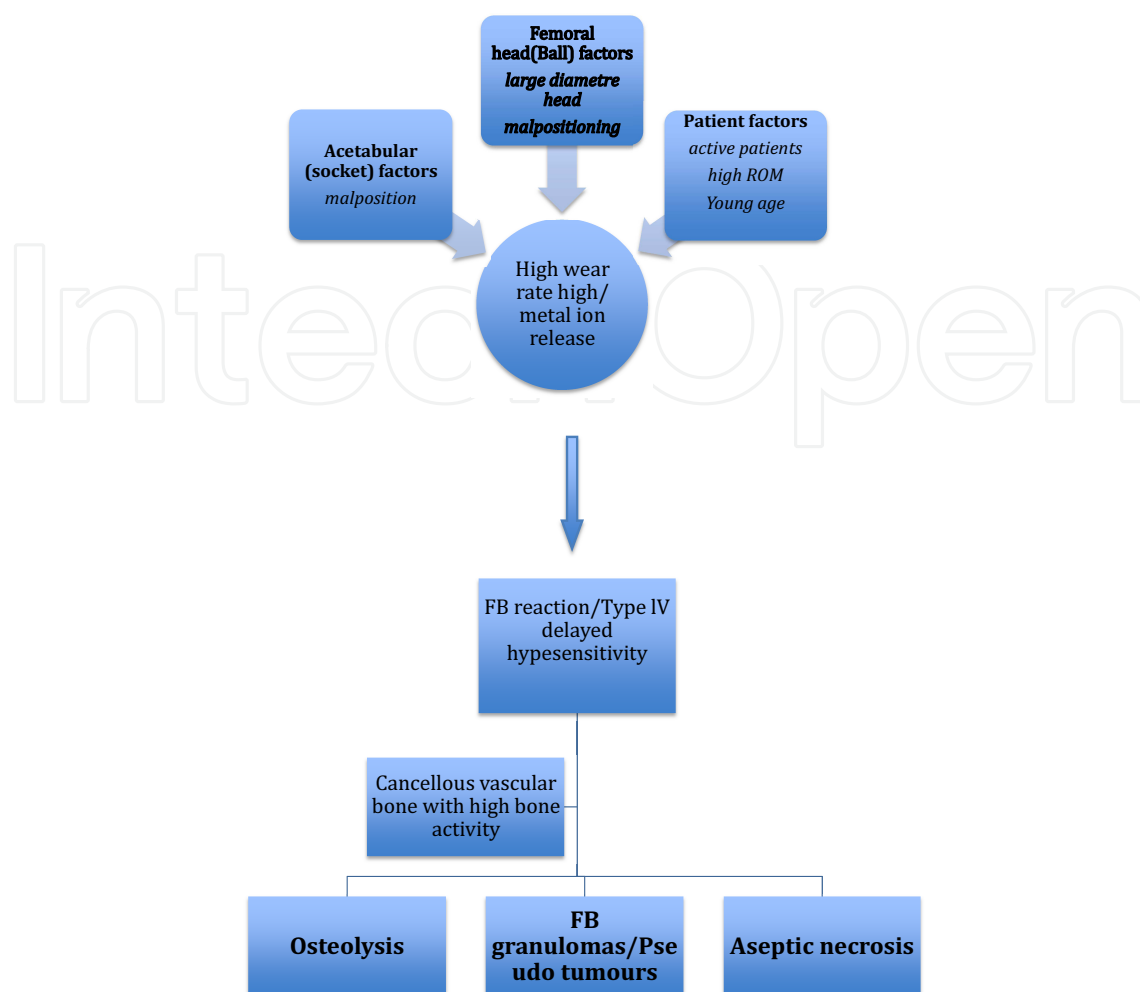 Femoral
head(Ball) factors
large diametre
head
malpositioning
Acetabular
(socket) factors
malposition
Patient factors
active patients
high ROM
Young age
High wear
rate high/
metal ion
release
IntechOpen
FB reaction/Type lV
delayed
hypesensitivity
Cancellous vascular
bone with high bone
activity
Osteolysis
FB
granulomas/Pse
udo tumours
Aseptic necrosis